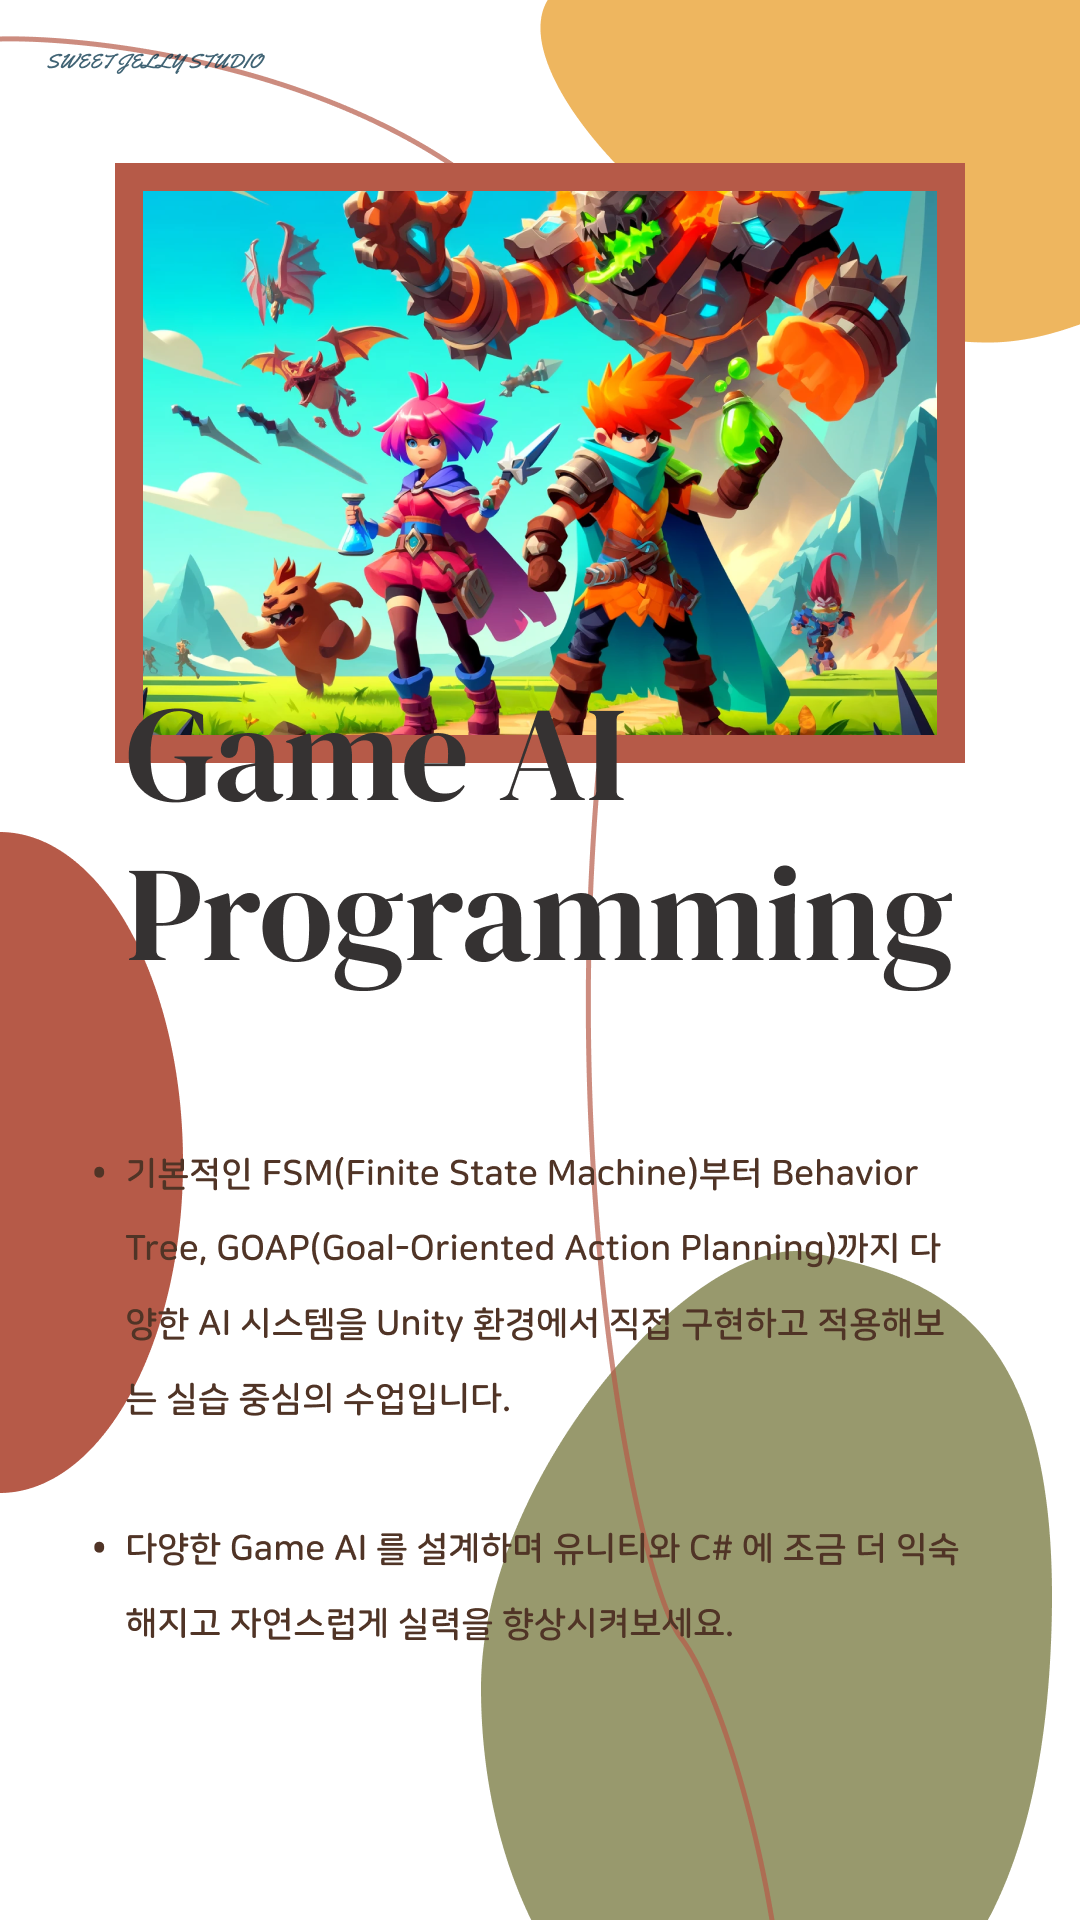 SWEET JELLY STUDIO
Game AI
Programming
• 기본적인 FSM(Finite State Machine)부터 Behavior
Tree, GOAP(Goal-Oriented Action Planning)까지 다
양한 AI 시스템을 Unity 환경에서 직접 구현하고 적용해보
는 실습 중심의 수업입니다.
• 다양한 Game AI 를 설계하며 유니티와 C# 에 조금 더 익숙
해지고 자연스럽게 실력을 향상시켜보세요.